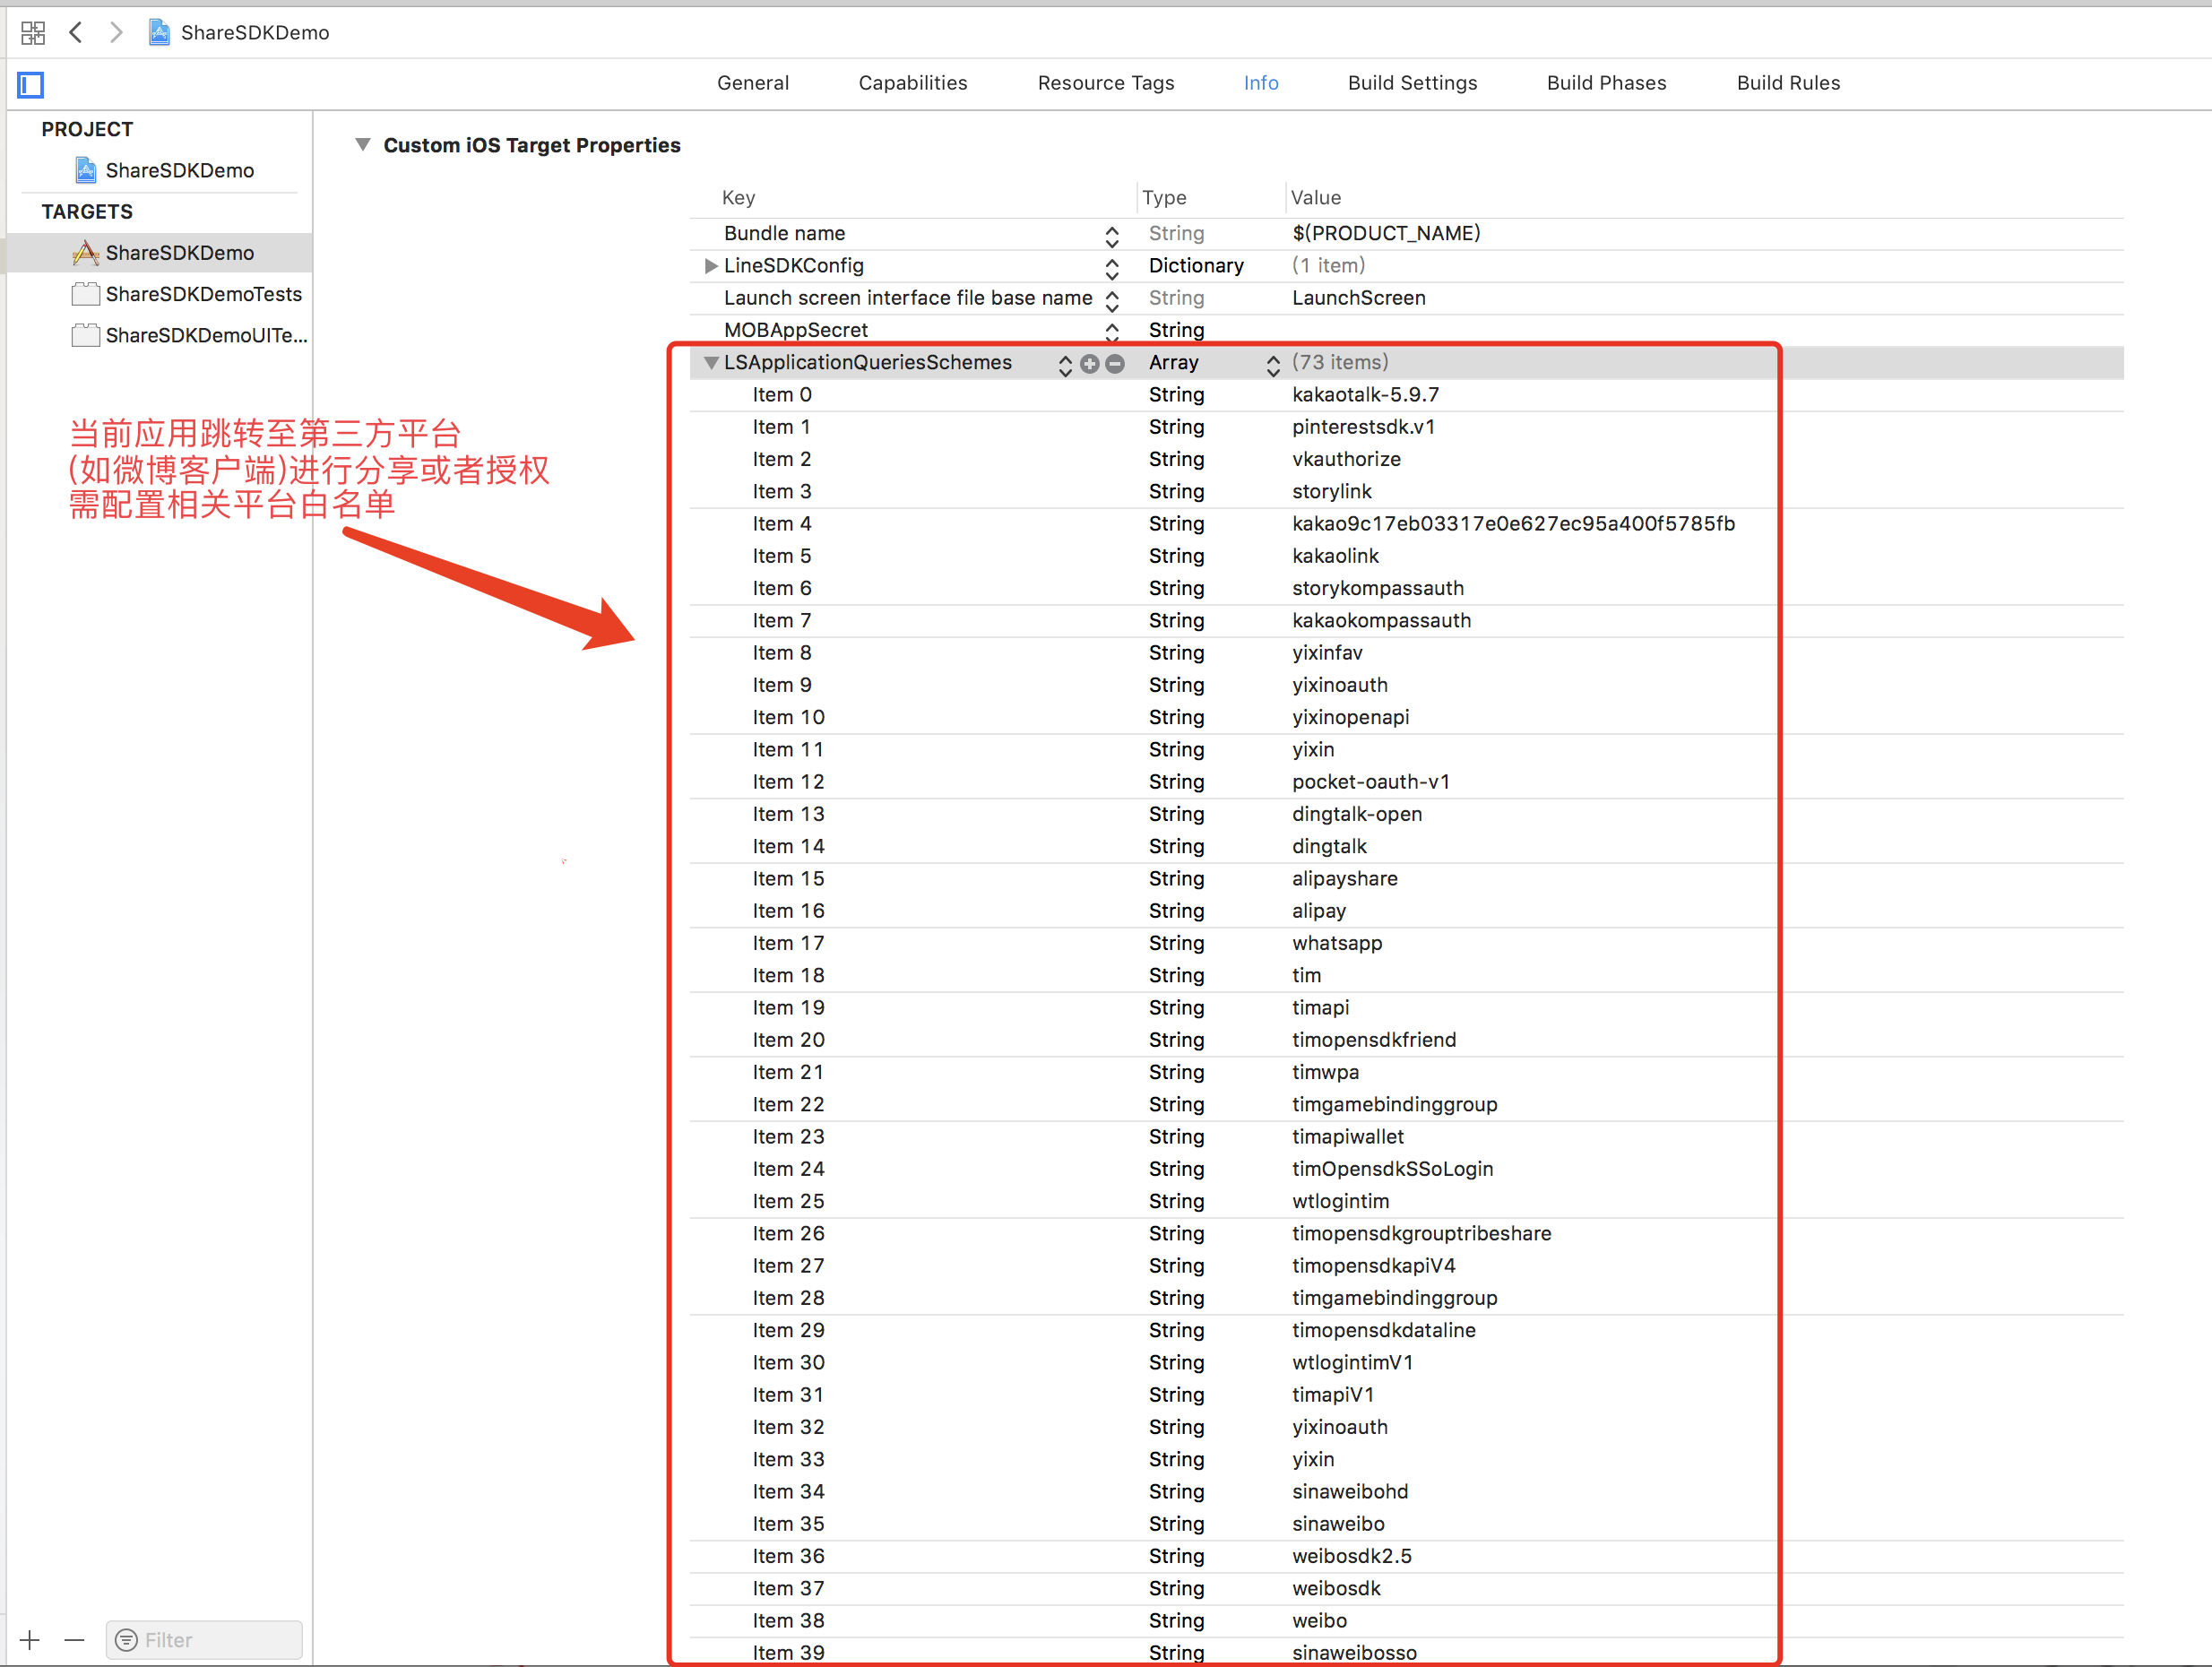 ShareSDKDemo
General Capabilities Resource Tags Info Build Settings Build Phases Build Rules
PROJECT
ShareSDKDemo
TARGETS
ShareSDKDemo
ShareSDKDemoTests
ShareSDKDemoUITe...
当前应用跳转至第三方平台
(如微博客户端)进行分享或者授权
需配置相关平台白名单
Filter
Custom iOS Target Properties
Key Type Value
Bundle name String $(PRODUCT_NAME)
LineSDKConfig Dictionary (1 item)
Launch screen interface file base name String LaunchScreen
MOBAppSecret String
LSApplicationQueriesSchemes Array (73 items)
Item 0 String kakaotalk-5.9.7
Item 1 String pinterestsdk.v1
Item 2 String vkauthorize
Item 3 String storylink
Item 4 String kakao9c17eb03317e0e627ec95a400f5785fb
Item 5 String kakaolink
Item 6 String storykompassauth
Item 7 String kakaokompassauth
Item 8 String yixinfav
Item 9 String yixinoauth
Item 10 String yixinopenapi
Item 11 String yixin
Item 12 String pocket-oauth-v1
Item 13 String dingtalk-open
Item 14 String dingtalk
Item 15 String alipayshare
Item 16 String alipay
Item 17 String whatsapp
Item 18 String tim
Item 19 String timapi
Item 20 String timopensdkfriend
Item 21 String timwpa
Item 22 String timgamebindinggroup
Item 23 String timapiwallet
Item 24 String timOpensdkSSoLogin
Item 25 String wtlogintim
Item 26 String timopensdkgrouptribeshare
Item 27 String timopensdkapiV4
Item 28 String timgamebindinggroup
Item 29 String timopensdkdataline
Item 30 String wtlogintimV1
Item 31 String timapiV1
Item 32 String yixinoauth
Item 33 String yixin
Item 34 String sinaweibohd
Item 35 String sinaweibo
Item 36 String weibosdk2.5
Item 37 String weibosdk
Item 38 String weibo
Item 39 String sinaweibosso